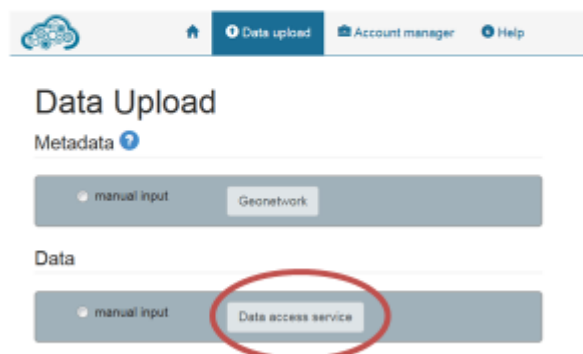 Data upload Account manager Help
Data Upload
Metadata ?
manual input Geonetwork
Data
manual input Data access service